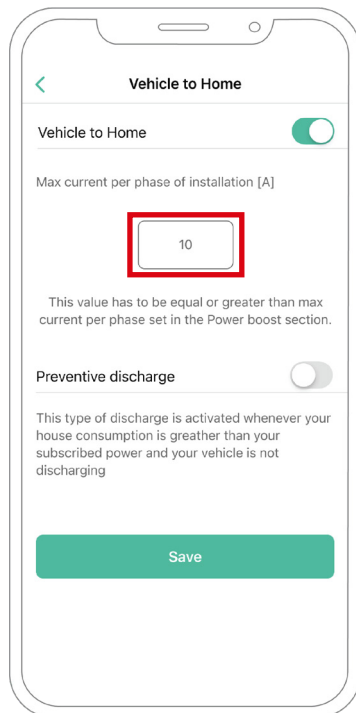 Vehicle to Home
Vehicle to Home
Max current per phase of installation [A]
10
This value has to be equal or greater than max
current per phase set in the Power boost section.
Preventive discharge
This type of discharge is activated whenever your
house consumption is greather than your
subscribed power and your vehicle is not
discharging
Save